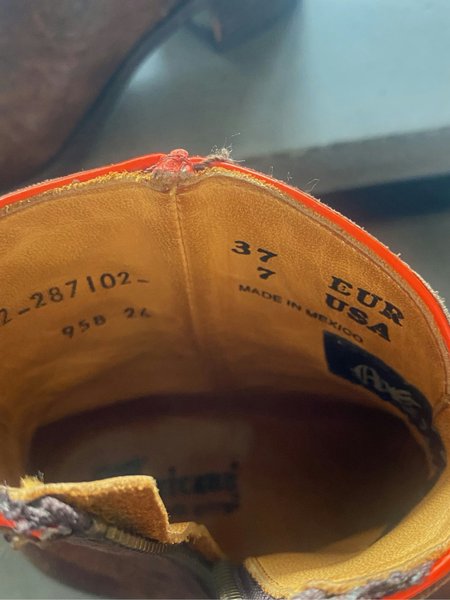 37 EUR
7 USA
MADE IN MEXICO
2-287102-
95B 24